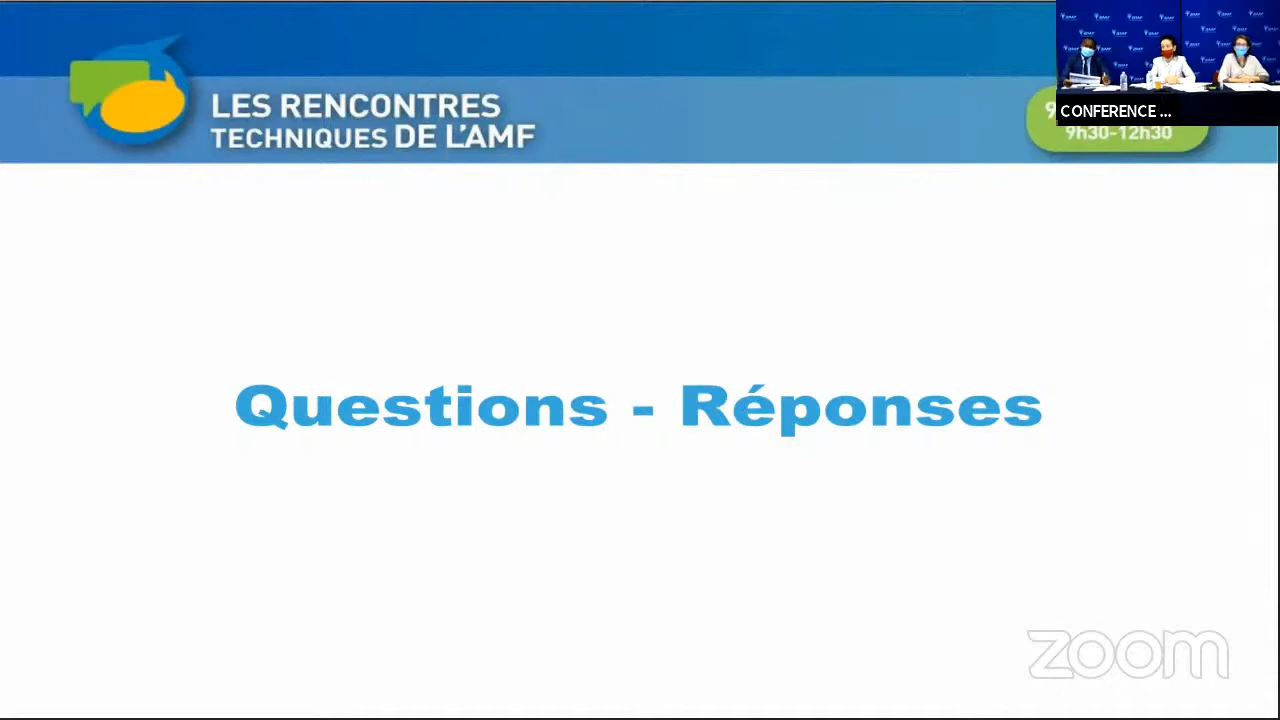 LES RENCONTRES
TECHNIQUES DE L'AMF
9h30-12h30
CONFERENCE ...
Questions - Réponses
zoom